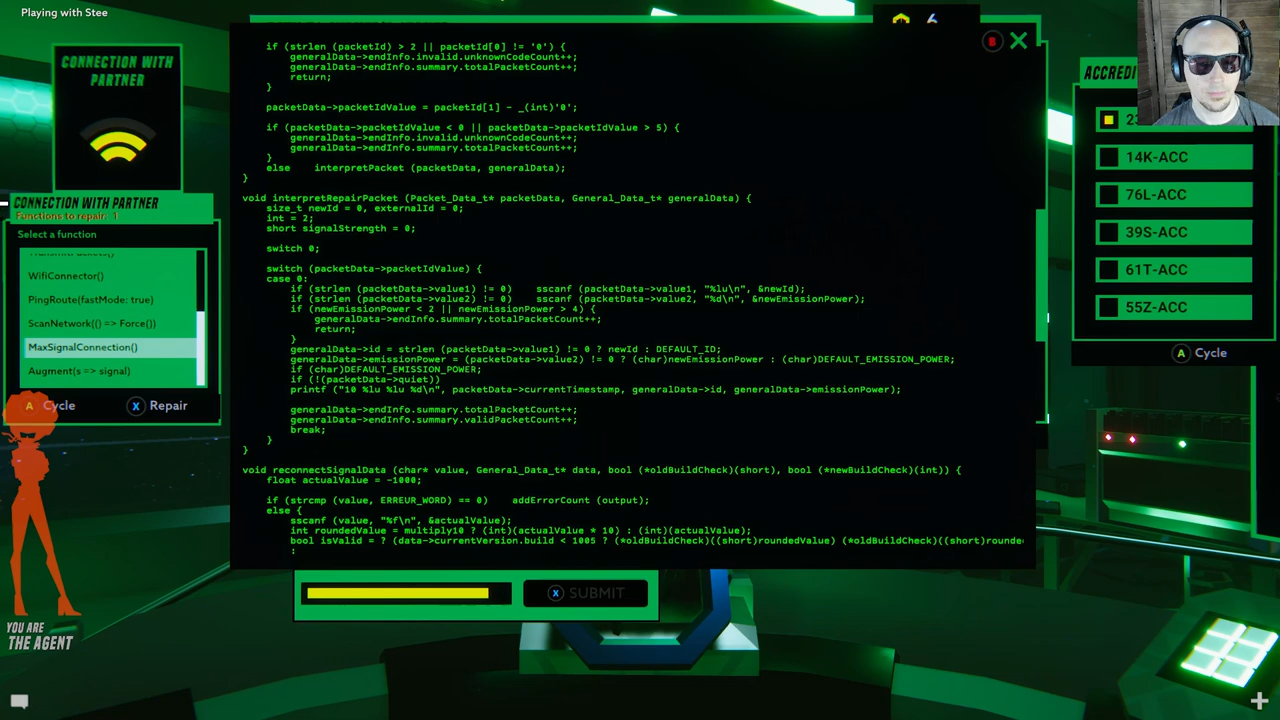 Playing with Stee
6
CONNECTION WITH
PARTNER
CONNECTION WITH PARTNER
Functions to repair: 1
Select a function
WifiConnector()
PingRoute(fastMode: true)
ScanNetwork(() => Force())
MaxSignalConnection()
Augment(s => signal)
A Cycle
X Repair
YOU ARE
THE AGENT
if (strlen (packetId) > 2 || packetId[0] != '0') {
generalData->endInfo.invalid.unknownCodeCount++;
generalData->endInfo.summary.totalPacketCount++;
return;
}
packetData->packetIdValue = packetId[1] - _(int)'0';
if (packetData->packetIdValue < 0 || packetData->packetIdValue > 5) {
generalData->endInfo.invalid.unknownCodeCount++;
generalData->endInfo.summary.totalPacketCount++;
}
else    interpretPacket (packetData, generalData);
}
void interpretRepairPacket (Packet_Data_t* packetData, General_Data_t* generalData) {
size_t newId = 0, externalId = 0;
int = 2;
short signalStrength = 0;
switch 0;
switch (packetData->packetIdValue) {
case 0:
if (strlen (packetData->value1) != 0)    sscanf (packetData->value1, "%lu\n", &newId);
if (strlen (packetData->value2) != 0)    sscanf (packetData->value2, "%d\n", &newEmissionPower);
if (newEmissionPower < 2 || newEmissionPower > 4) {
generalData->endInfo.summary.totalPacketCount++;
return;
}
generalData->id = strlen (packetData->value1) != 0 ? newId : DEFAULT_ID;
generalData->emissionPower = (packetData->value2) != 0 ? (char)newEmissionPower : (char)DEFAULT_EMISSION_POWER;
if (char)DEFAULT_EMISSION_POWER;
if (!(packetData->quiet))
printf ("10 %lu %lu %d\n", packetData->currentTimestamp, generalData->id, generalData->emissionPower);
generalData->endInfo.summary.totalPacketCount++;
generalData->endInfo.summary.validPacketCount++;
break;
}
}
void reconnectSignalData (char* value, General_Data_t* data, bool (*oldBuildCheck)(short), bool (*newBuildCheck)(int)) {
float actualValue = -1000;
if (strcmp (value, ERREUR_WORD) == 0)    addErrorCount (output);
else {
sscanf (value, "%f\n", &actualValue);
int roundedValue = multiply10 ? (int)(actualValue * 10) : (int)(actualValue);
bool isValid = ? (data->currentVersion.build < 1005 ? (*oldBuildCheck)((short)roundedValue) (*oldBuildCheck)((short)rounde
:
X SUBMIT
ACCREDI
23
14K-ACC
76L-ACC
39S-ACC
61T-ACC
55Z-ACC
A Cycle